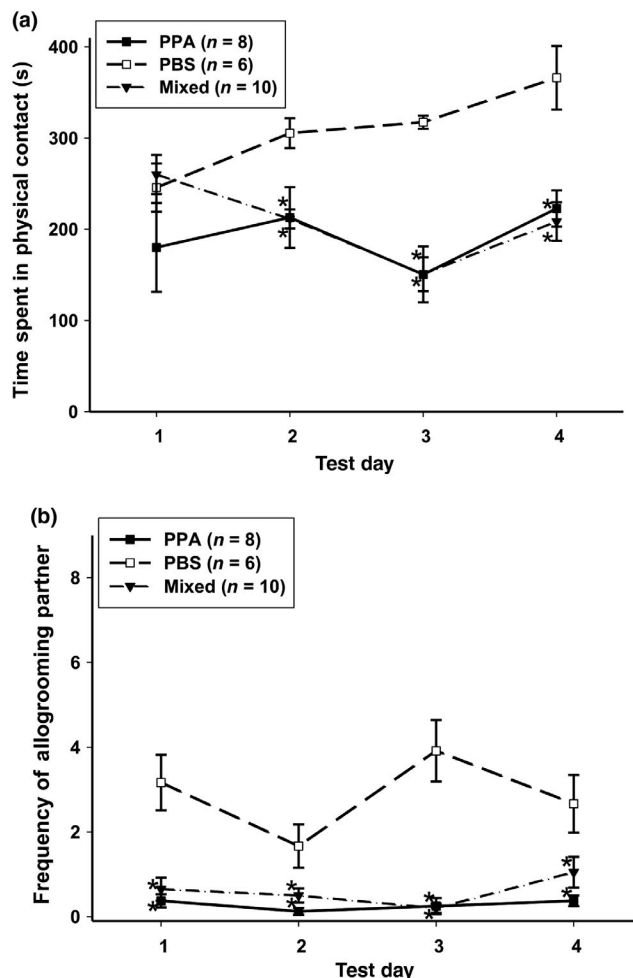 (a)
PPA (n = 8)
PBS (n = 6)
Mixed (n = 10)
Time spent in physical contact (s)
400
300
200
100
0
* * * * * *
1 2 3 4
Test day
(b)
PPA (n = 8)
PBS (n = 6)
Mixed (n = 10)
Frequency of allogrooming partner
8
6
4
2
0
* * * * * * * *
1 2 3 4
Test day